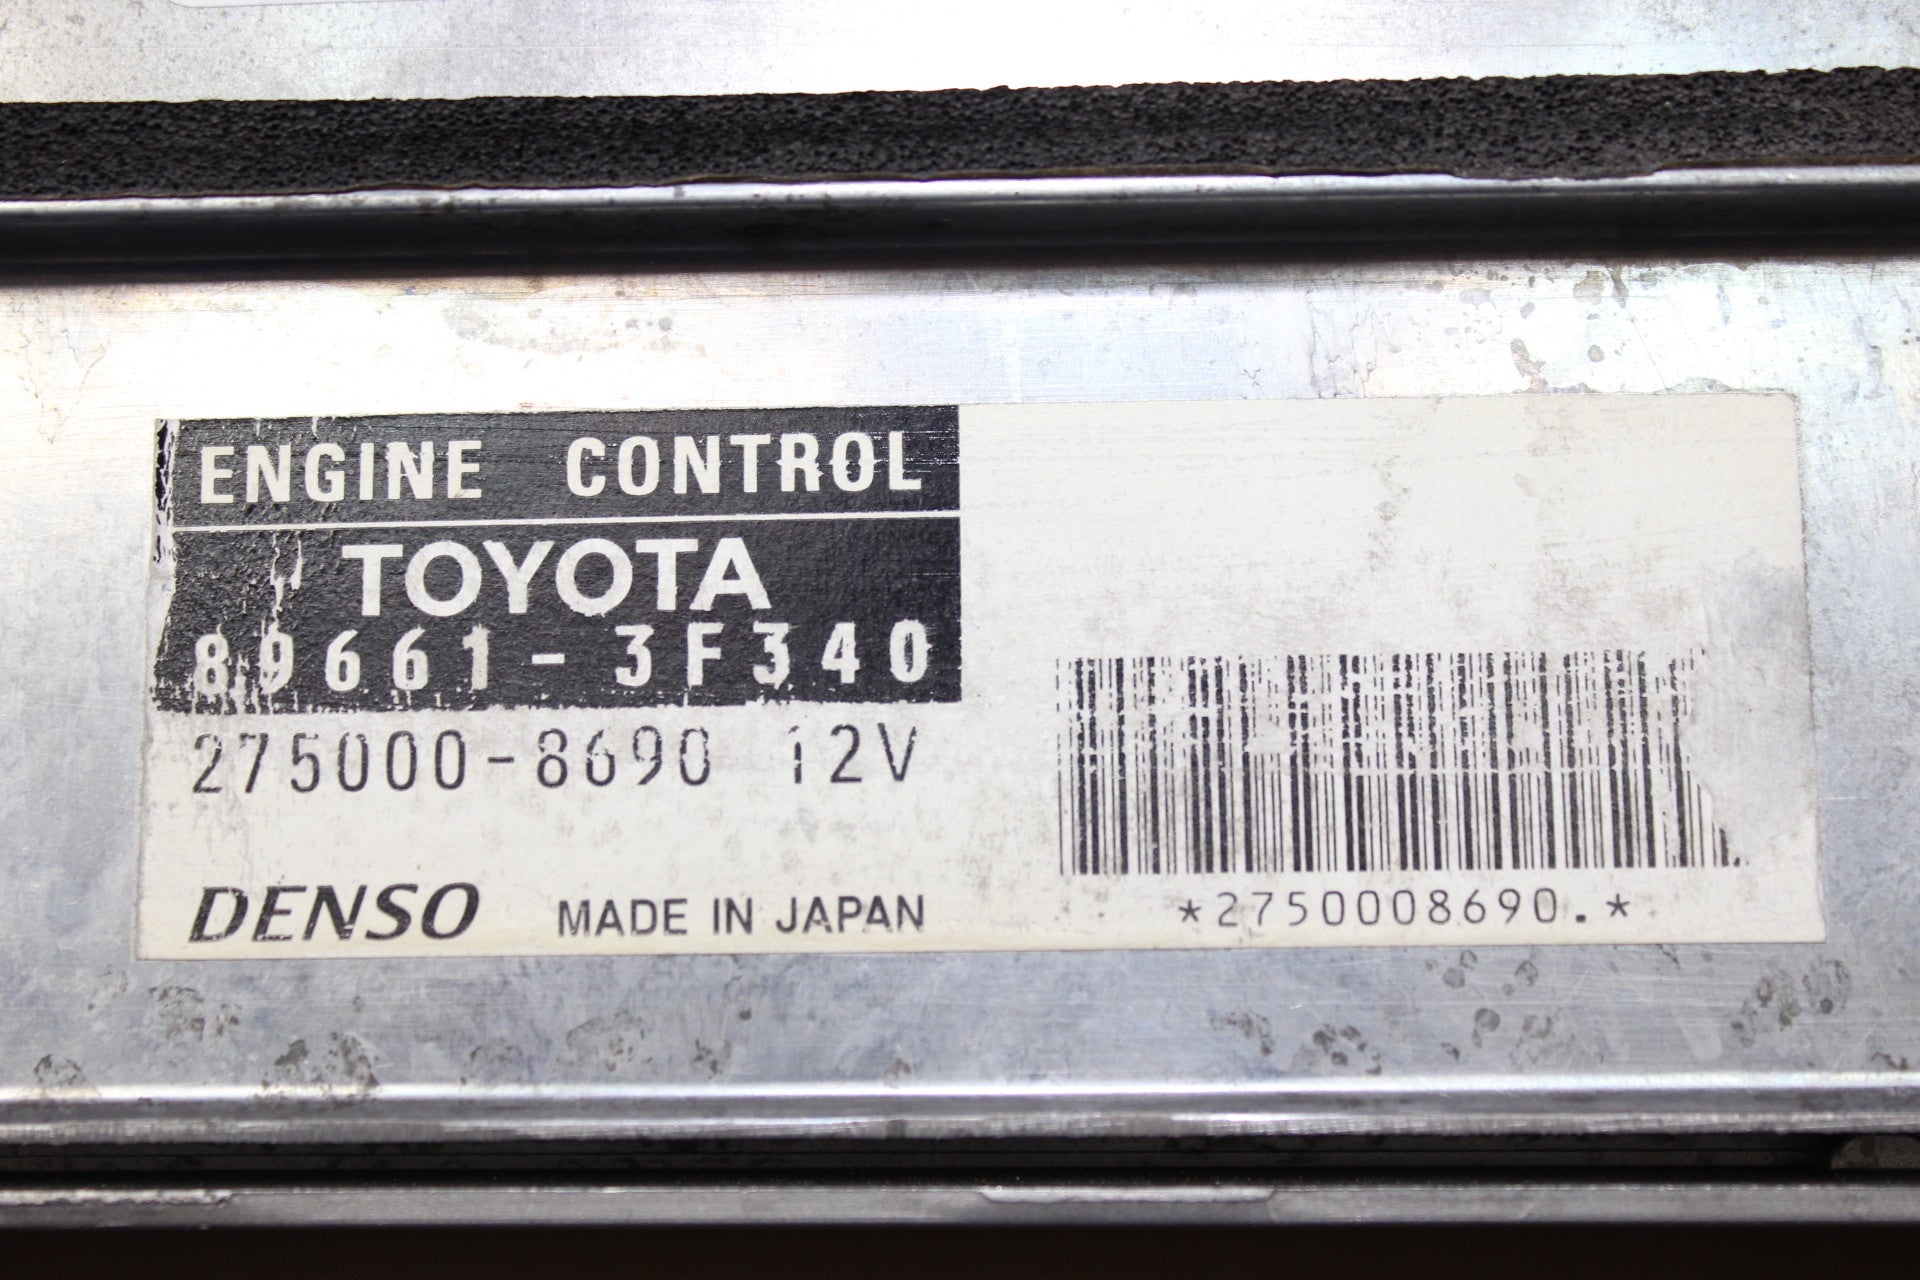 ENGINE CONTROL
TOYOTA
89661-3F340
275000-8690 12V
DENSO MADE IN JAPAN
*2750008690.*